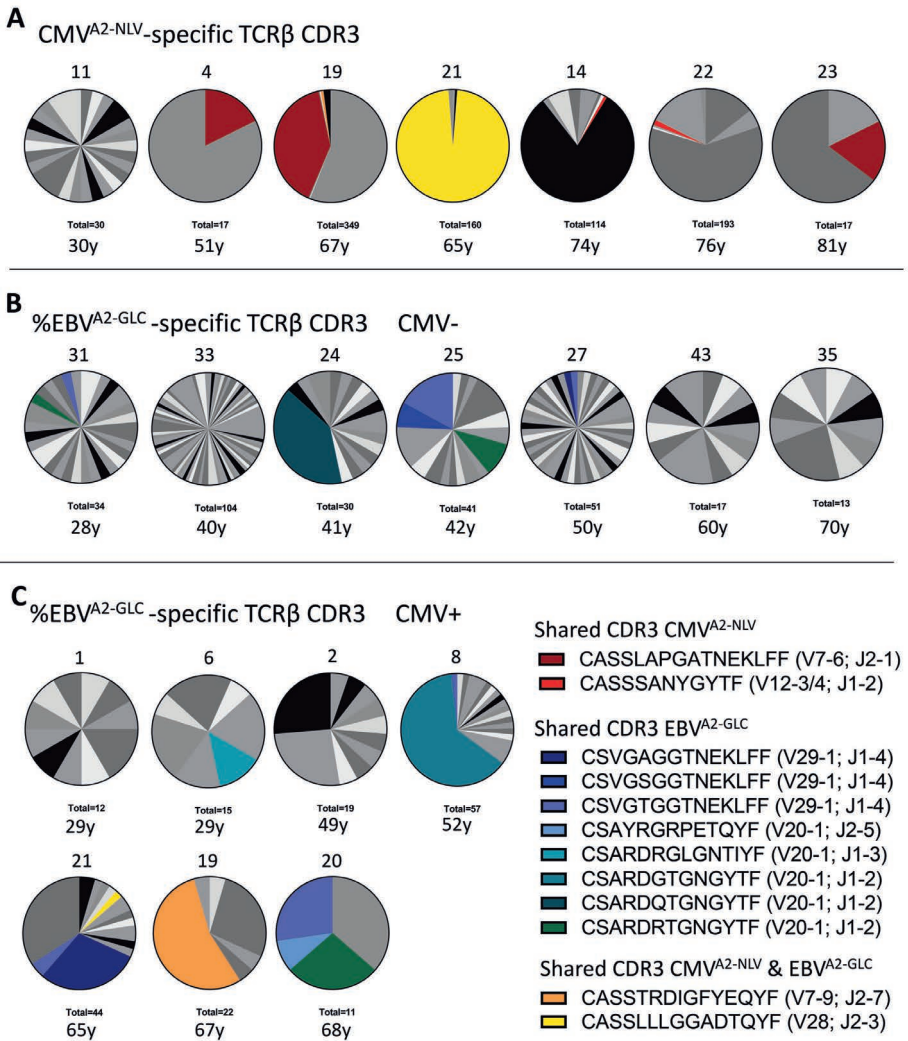 A
CMV^A2-NLV-specific TCRβ CDR3
11 4 19 21 14 22 23
Total=30 Total=17 Total=349 Total=160 Total=114 Total=193 Total=17
30y 51y 67y 65y 74y 76y 81y
B
%EBV^A2-GLC -specific TCRβ CDR3 CMV-
31 33 24 25 27 43 35
Total=34 Total=104 Total=30 Total=41 Total=51 Total=17 Total=13
28y 40y 41y 42y 50y 60y 70y
C
%EBV^A2-GLC -specific TCRβ CDR3 CMV+
1 6 2 8
Total=12 Total=15 Total=19 Total=57
29y 29y 49y 52y
21 19 20
Total=44 Total=22 Total=11
65y 67y 68y
Shared CDR3 CMV^A2-NLV
CASSLAPGATNEKLFF (V7-6; J2-1)
CASSSANYGYTF (V12-3/4; J1-2)
Shared CDR3 EBV^A2-GLC
CSVGAGGTNEKLFF (V29-1; J1-4)
CSVGSGGTNEKLFF (V29-1; J1-4)
CSVGTGGTNEKLFF (V29-1; J1-4)
CSAYRGRPETQYF (V20-1; J2-5)
CSARDRGLGNTIYF (V20-1; J1-3)
CSARDGTGNGYTF (V20-1; J1-2)
CSARDQTGNGYTF (V20-1; J1-2)
CSARDRTGNGYTF (V20-1; J1-2)
Shared CDR3 CMV^A2-NLV & EBV^A2-GLC
CASSTRDIGFYEQYF (V7-9; J2-7)
CASSLLLGGADTQYF (V28; J2-3)